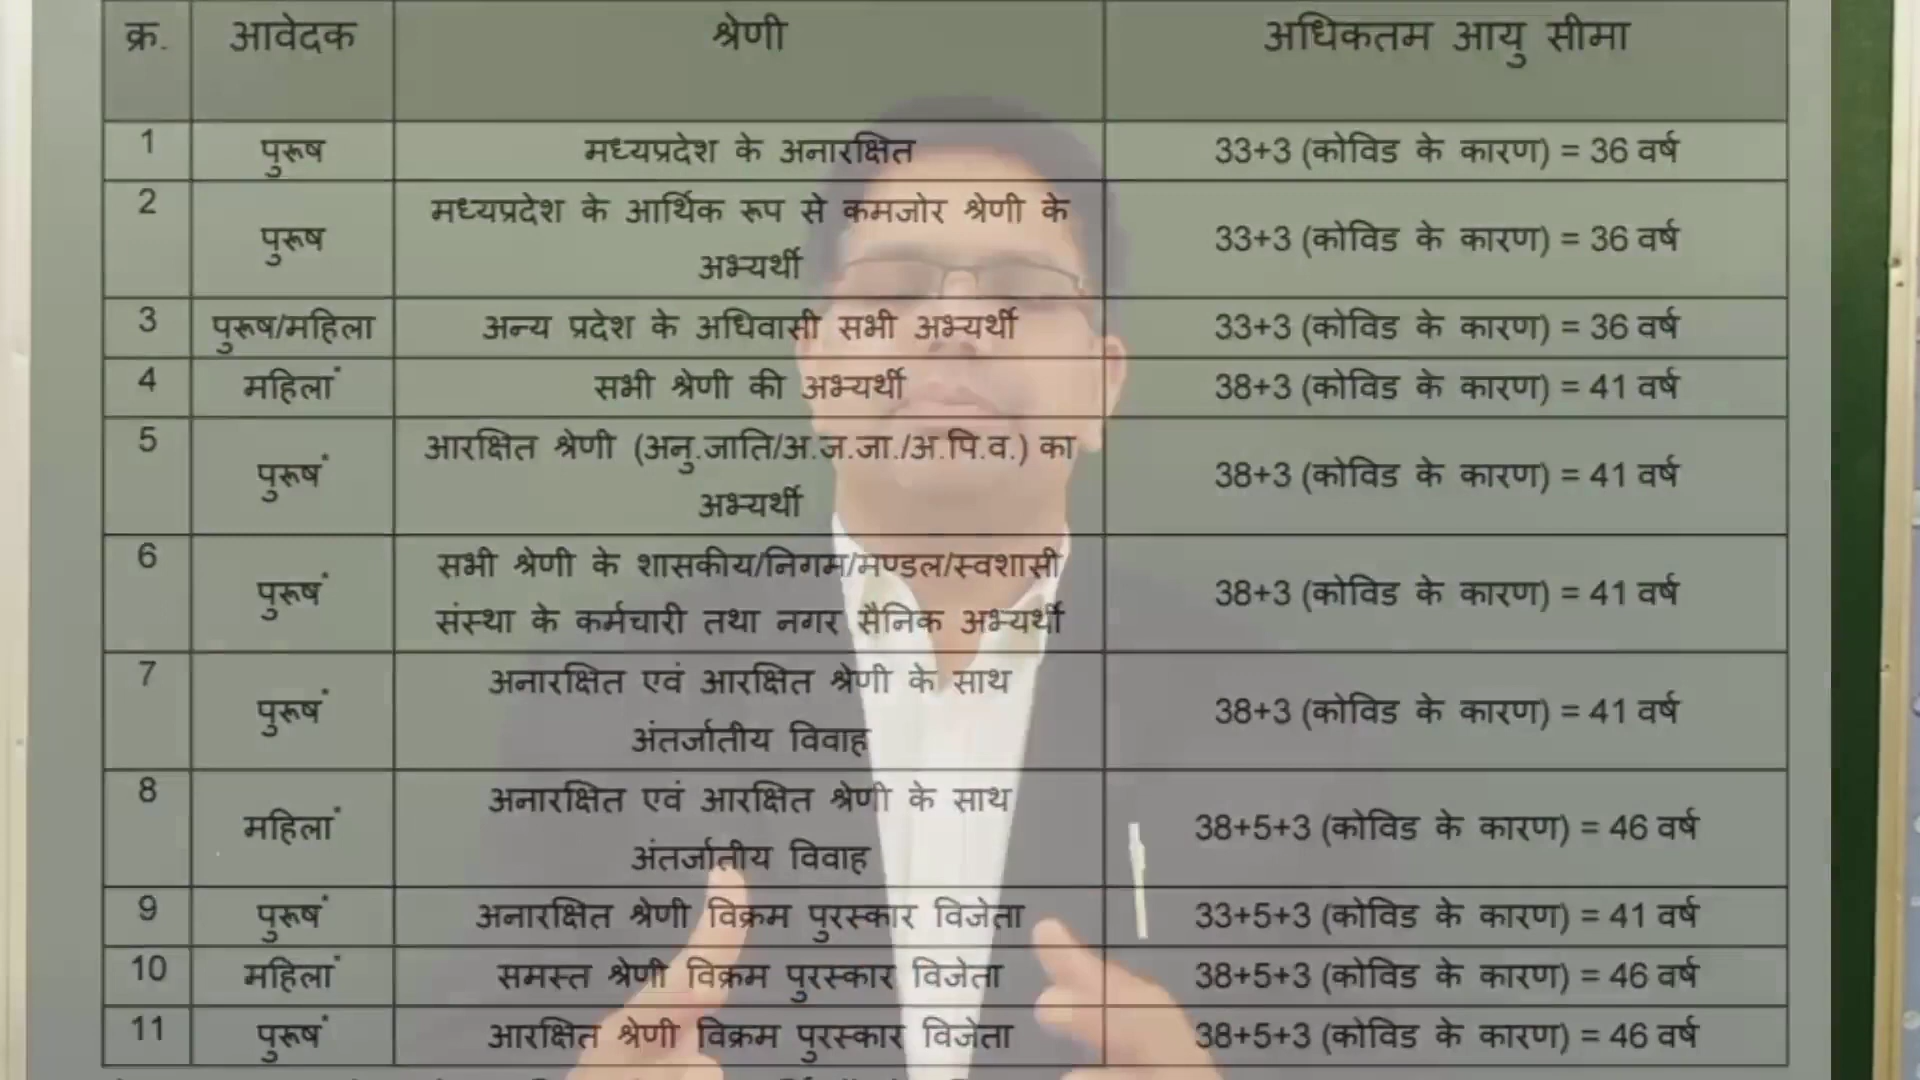 क्र. आवेदक श्रेणी अधिकतम आयु सीमा
1 पुरूष मध्यप्रदेश के अनारक्षित 33+3 (कोविड के कारण) = 36 वर्ष
2 पुरूष मध्यप्रदेश के आर्थिक रूप से कमजोर श्रेणी के
अभ्यर्थी 33+3 (कोविड के कारण) = 36 वर्ष
3 पुरूष/महिला अन्य प्रदेश के अधिवासी सभी अभ्यर्थी 33+3 (कोविड के कारण) = 36 वर्ष
4 महिला* सभी श्रेणी की अभ्यर्थी 38+3 (कोविड के कारण) = 41 वर्ष
5 पुरूष* आरक्षित श्रेणी (अनु.जाति/अ.ज.जा./अ.पि.व.) का
अभ्यर्थी 38+3 (कोविड के कारण) = 41 वर्ष
6 पुरूष* सभी श्रेणी के शासकीय/निगम/मण्डल/स्वशासी
संस्था के कर्मचारी तथा नगर सैनिक अभ्यर्थी 38+3 (कोविड के कारण) = 41 वर्ष
7 पुरूष* अनारक्षित एवं आरक्षित श्रेणी के साथ
अंतर्जातीय विवाह 38+3 (कोविड के कारण) = 41 वर्ष
8 महिला* अनारक्षित एवं आरक्षित श्रेणी के साथ
अंतर्जातीय विवाह 38+5+3 (कोविड के कारण) = 46 वर्ष
9 पुरूष* अनारक्षित श्रेणी विक्रम पुरस्कार विजेता 33+5+3 (कोविड के कारण) = 41 वर्ष
10 महिला* समस्त श्रेणी विक्रम पुरस्कार विजेता 38+5+3 (कोविड के कारण) = 46 वर्ष
11 पुरूष* आरक्षित श्रेणी विक्रम पुरस्कार विजेता 38+5+3 (कोविड के कारण) = 46 वर्ष